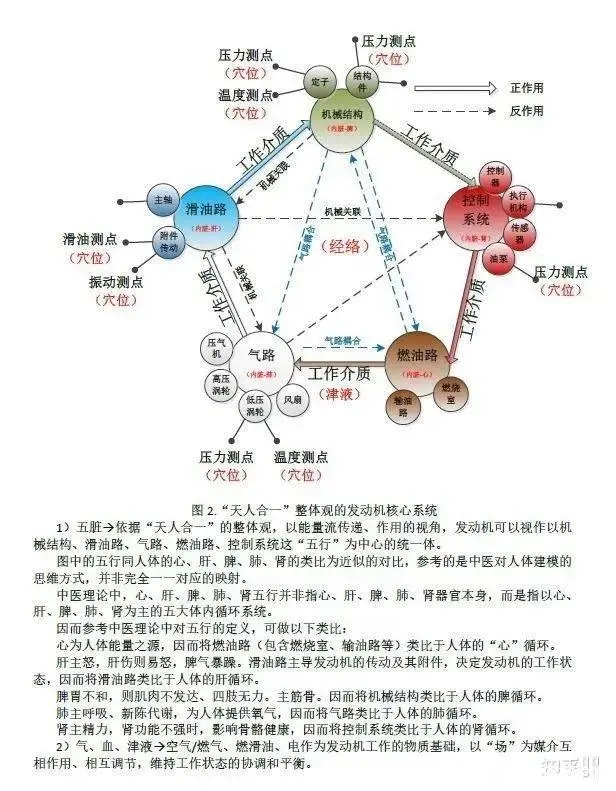 压力测点
（穴位）
压力测点
（穴位）
温度测点
（穴位）
定子
结构件
机械结构
（内脏-脾）
正作用
反作用
工作介质
工作介质
机械关联
主轴
滑油路
（内脏-肝）
附件传动
滑油测点
（穴位）
振动测点
（穴位）
机械关联
气路耦合
（经络）
气路耦合
控制器
执行机构
传感器
油泵
控制系统
（内脏-肾）
压力测点
（穴位）
工作介质
机械关联
工作介质
压气机
高压涡轮
低压涡轮
风扇
气路
（内脏-肺）
气路耦合
工作介质
（津液）
燃油路
（内脏-心）
输油路
燃烧室
压力测点
（穴位）
温度测点
（穴位）
图 2.“天人合一”整体观的发动机核心系统
1）五脏→依据“天人合一”的整体观，以能量流传递、作用的视角，发动机可以视作以机
械结构、滑油路、气路、燃油路、控制系统这“五行”为中心的统一体。
图中的五行同人体的心、肝、脾、肺、肾的类比为近似的对比，参考的是中医对人体建模的
思维方式，并非完全一一对应的映射。
中医理论中，心、肝、脾、肺、肾五行并非指心、肝、脾、肺、肾器官本身，而是指以心、
肝、脾、肺、肾为主的五大体内循环系统。
因而参考中医理论中对五行的定义，可做以下类比：
心为人体能量之源，因而将燃油路（包含燃烧室、输油路等）类比于人体的“心”循环。
肝主怒，肝伤则易怒，脾气暴躁。滑油路主导发动机的传动及其附件，决定发动机的工作状
态，因而将滑油路类比于人体的肝循环。
脾胃不和，则肌肉不发达、四肢无力。主筋骨。因而将机械结构类比于人体的脾循环。
肺主呼吸、新陈代谢，为人体提供氧气，因而将气路类比于人体的肺循环。
肾主精力，肾功能不强时，影响骨骼健康，因而将控制系统类比于人体的肾循环。
2）气、血、津液→空气/燃气、燃滑油、电作为发动机工作的物质基础，以“场”为媒介互
相作用、相互调节，维持工作状态的协调和平衡。